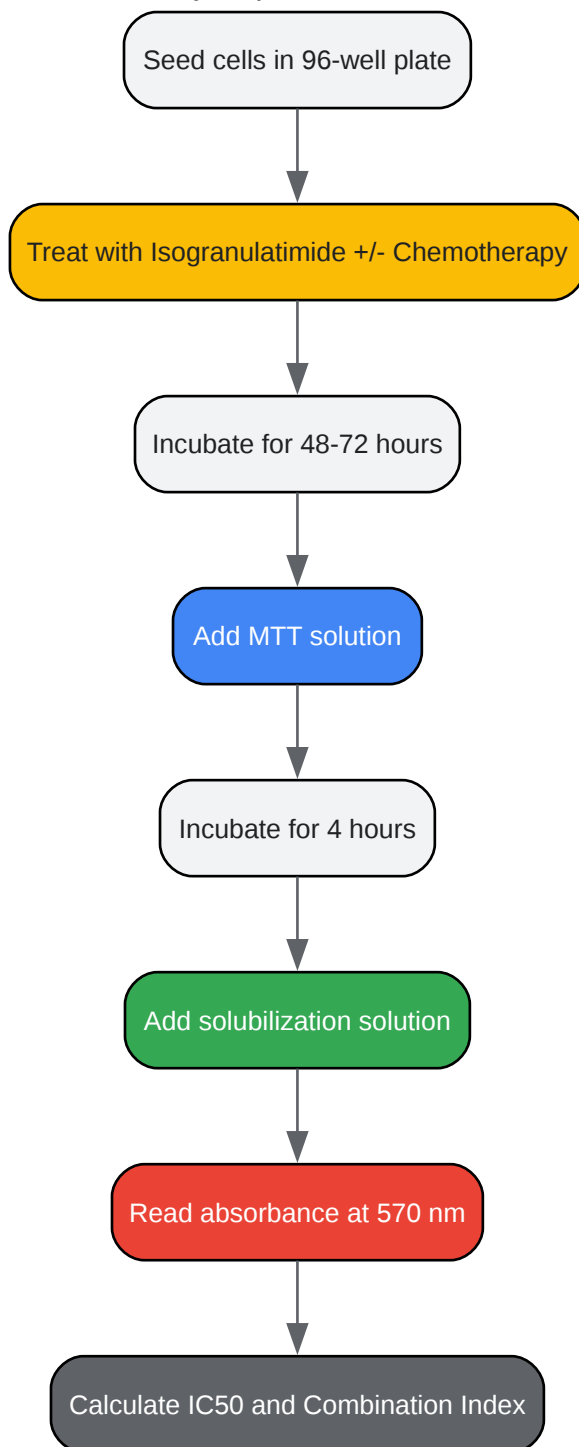 Seed cells in 96-well plate
Treat with Isogranulatimide +/- Chemotherapy
Incubate for 48-72 hours
Add MTT solution
Incubate for 4 hours
Add solubilization solution
Read absorbance at 570 nm
Calculate IC50 and Combination Index